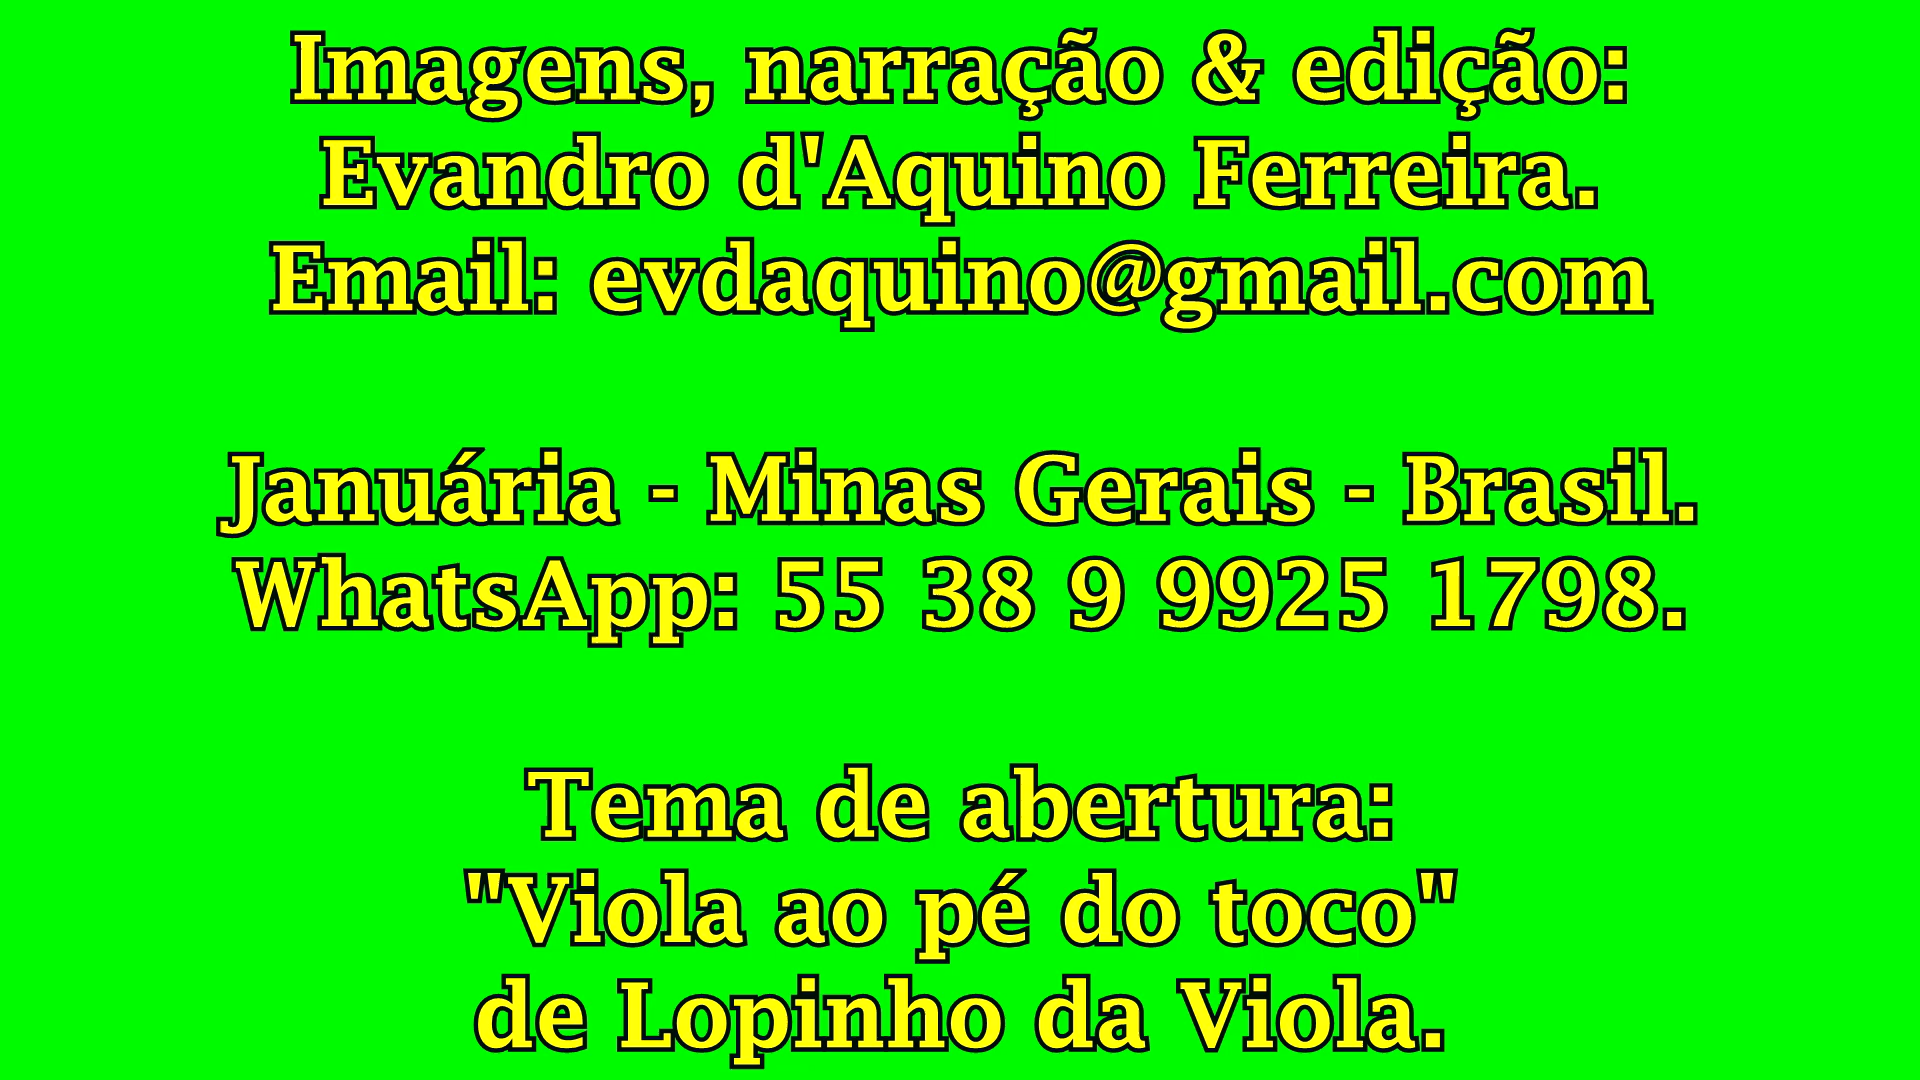 Imagens, narração & edição:
Evandro d'Aquino Ferreira.
Email: evdaquino@gmail.com
Januária - Minas Gerais - Brasil.
WhatsApp: 55 38 9 9925 1798.
Tema de abertura:
"Viola ao pé do toco"
de Lopinho da Viola.